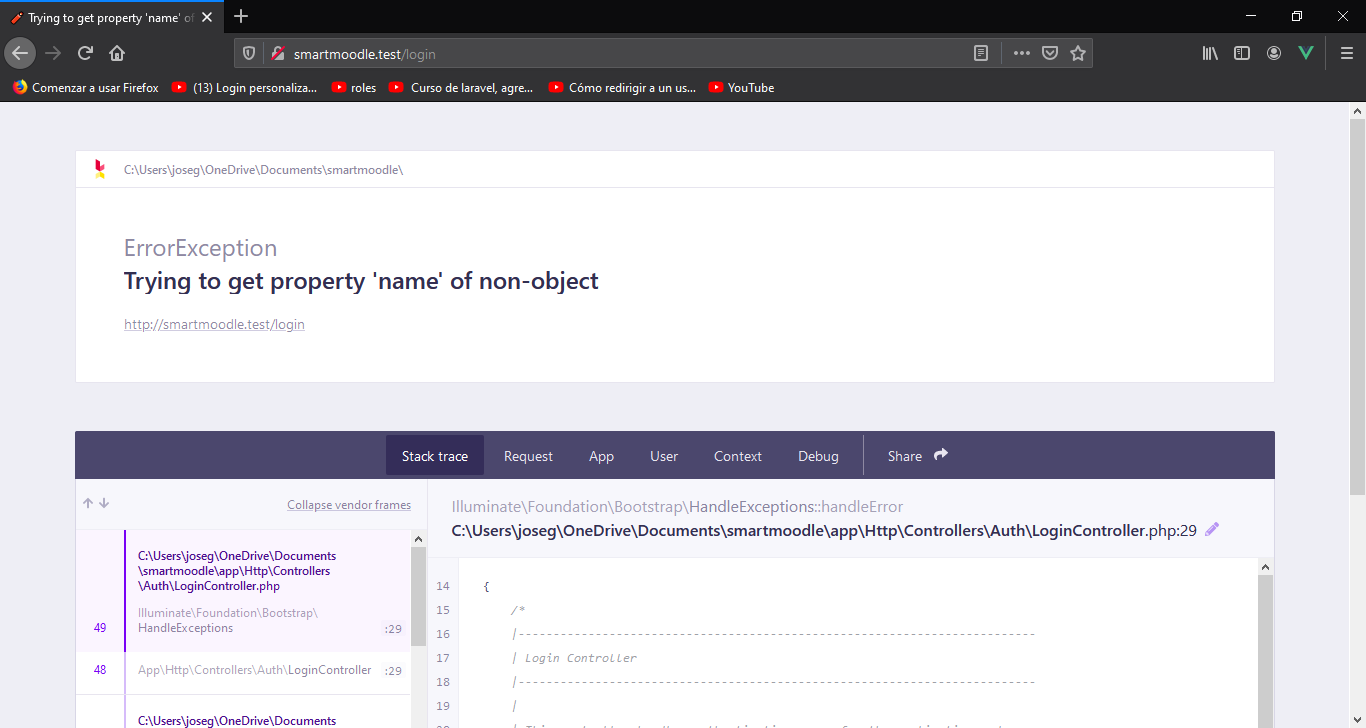 Trying to get property 'name' of
smartmoodle.test/login
Comenzar a usar Firefox
(13) Login personaliza...
roles
Curso de laravel, agre...
Cómo redirigir a un us...
YouTube
C:\Users\joseg\OneDrive\Documents\smartmoodle\
ErrorException
Trying to get property 'name' of non-object
http://smartmoodle.test/login
Stack trace
Request
App
User
Context
Debug
Share
Collapse vendor frames
Illuminate\Foundation\Bootstrap\HandleExceptions::handleError
C:\Users\joseg\OneDrive\Documents\smartmoodle\app\Http\Controllers\Auth\LoginController.php:29
C:\Users\joseg\OneDrive\Documents
\smartmoodle\app\Http\Controllers
\Auth\LoginController.php
Illuminate\Foundation\Bootstrap\
49 HandleExceptions :29
48 App\Http\Controllers\Auth\LoginController :29
C:\Users\joseg\OneDrive\Documents
14 {
15 /*
16 |--------------------------------------------------------------------------
17 | Login Controller
18 |--------------------------------------------------------------------------
19 |